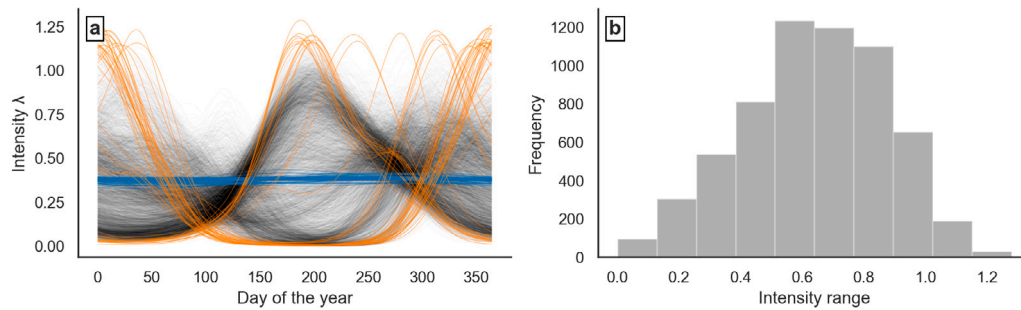 a
1.25
1.00
0.75
0.50
0.25
0.00
Intensity λ
0 50 100 150 200 250 300 350
Day of the year
b
1200
1000
800
600
400
200
0
Frequency
0.0 0.2 0.4 0.6 0.8 1.0 1.2
Intensity range